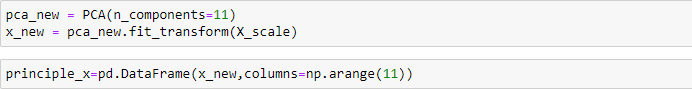 pca_new = PCA(n_components=11)
x_new = pca_new.fit_transform(X_scale)
principle_x=pd.DataFrame(x_new,columns=np.arange(11))